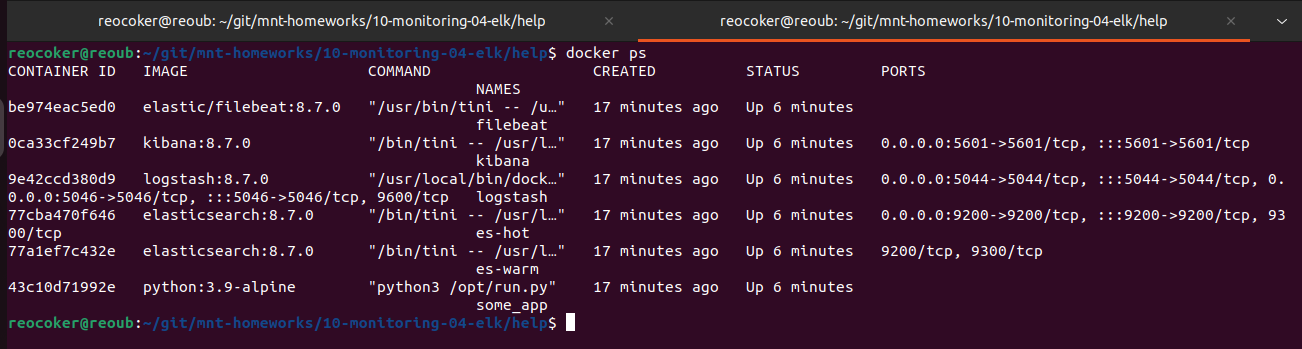 reocoker@reoub: ~/git/mnt-homeworks/10-monitoring-04-elk/help × reocoker@reoub: ~/git/mnt-homeworks/10-monitoring-04-elk/help ×
reocoker@reoub:~/git/mnt-homeworks/10-monitoring-04-elk/help$ docker ps
CONTAINER ID   IMAGE                    COMMAND                  CREATED          STATUS         PORTS
NAMES
be974eac5ed0   elastic/filebeat:8.7.0   "/usr/bin/tini -- /u…"   17 minutes ago   Up 6 minutes
filebeat
0ca33cf249b7   kibana:8.7.0             "/bin/tini -- /usr/l…"   17 minutes ago   Up 6 minutes   0.0.0.0:5601->5601/tcp, :::5601->5601/tcp
kibana
9e42ccd380d9   logstash:8.7.0           "/usr/local/bin/dock…"   17 minutes ago   Up 6 minutes   0.0.0.0:5044->5044/tcp, :::5044->5044/tcp, 0.
0.0.0:5046->5046/tcp, :::5046->5046/tcp, 9600/tcp   logstash
77cba470f646   elasticsearch:8.7.0      "/bin/tini -- /usr/l…"   17 minutes ago   Up 6 minutes   0.0.0.0:9200->9200/tcp, :::9200->9200/tcp, 93
00/tcp                                              es-hot
77a1ef7c432e   elasticsearch:8.7.0      "/bin/tini -- /usr/l…"   17 minutes ago   Up 6 minutes   9200/tcp, 9300/tcp
es-warm
43c10d71992e   python:3.9-alpine        "python3 /opt/run.py"    17 minutes ago   Up 6 minutes
some_app
reocoker@reoub:~/git/mnt-homeworks/10-monitoring-04-elk/help$